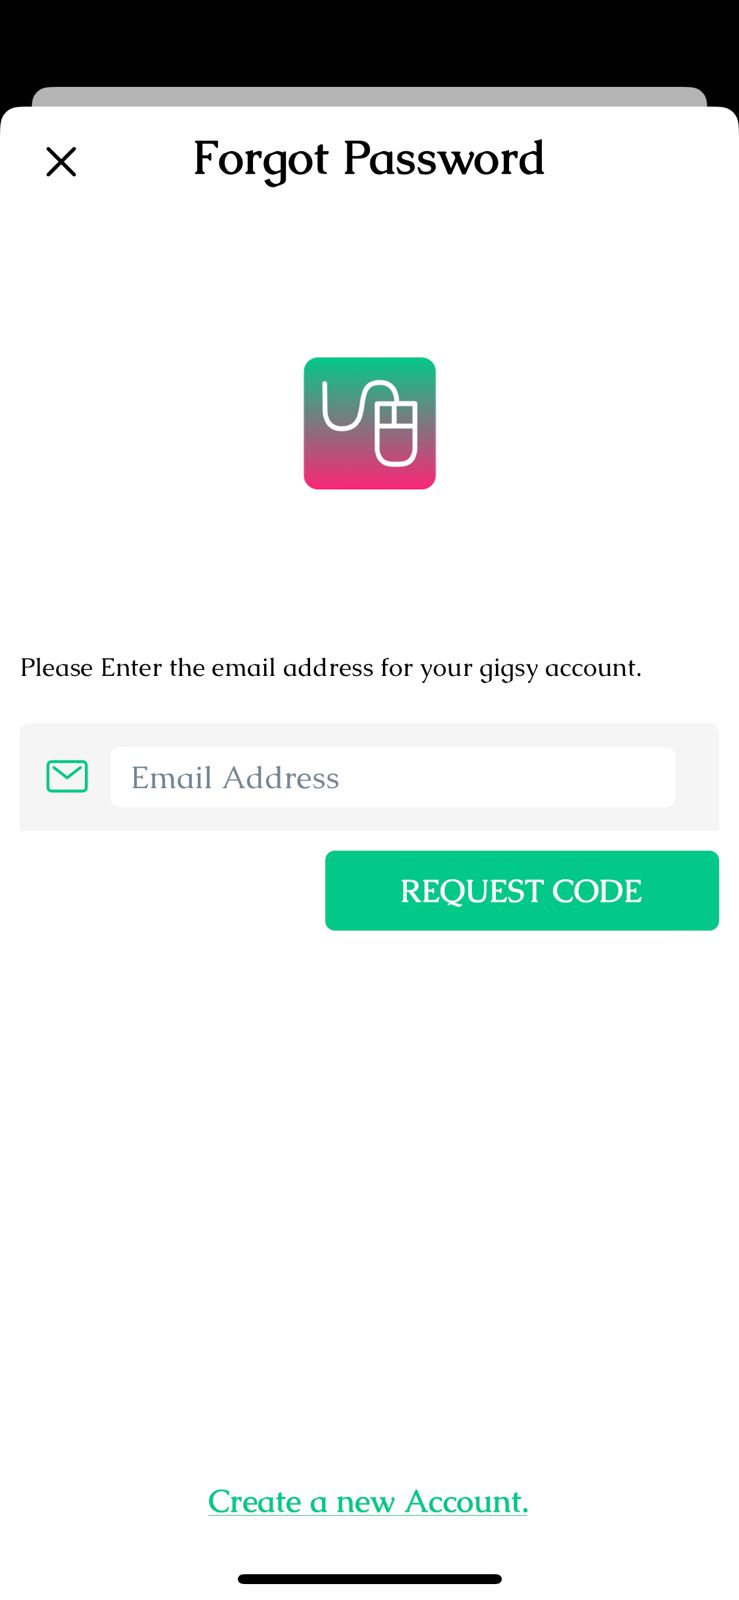 Forgot Password
Please Enter the email address for your gigsy account.
Email Address
REQUEST CODE
Create a new Account.